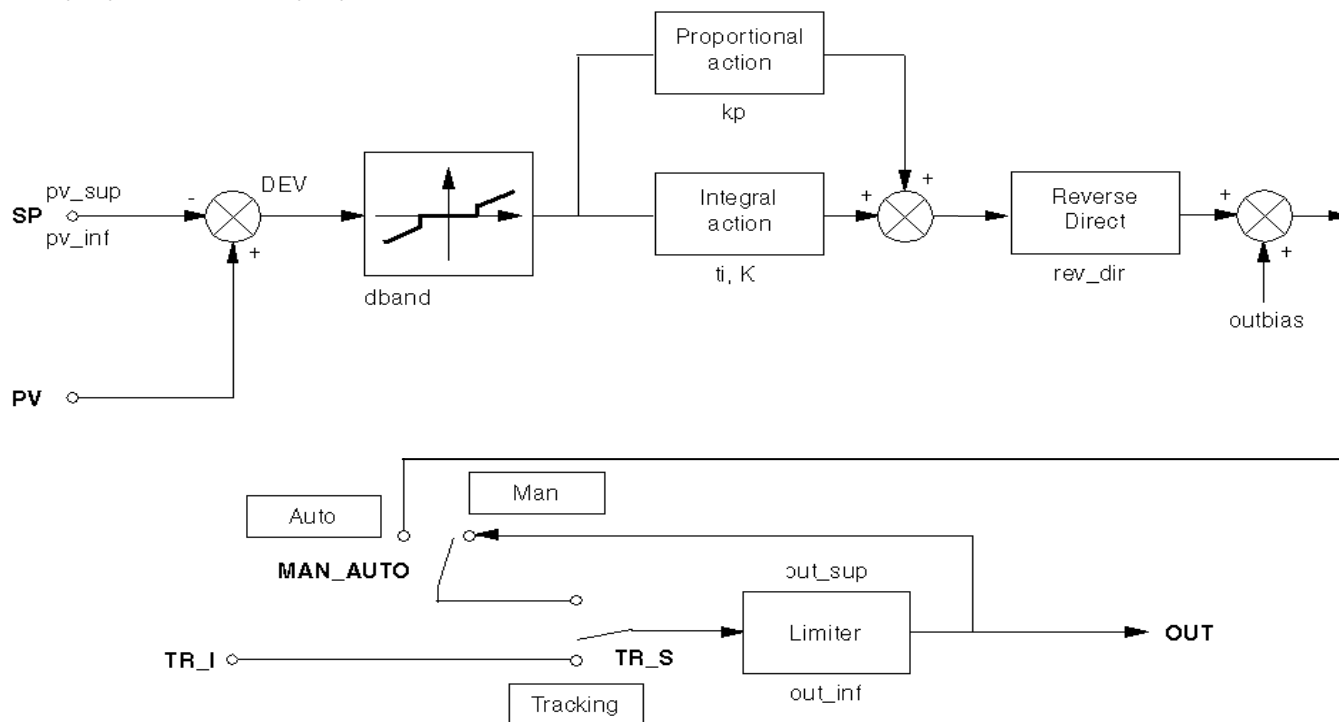 Proportional
action
kp
pv_sup
SP
pv_inf
-
+
DEV
dband
Integral
action
ti, K
+
+
Reverse
Direct
rev_dir
+
+
outbias
PV
Auto
Man
MAN_AUTO
out_sup
Limiter
out_inf
OUT
TR_I
TR_S
Tracking